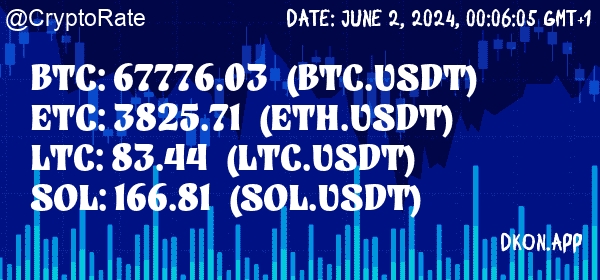 @CryptoRate
DATE: JUNE 2, 2024, 00:06:05 GMT+1
BTC: 67776.03 (BTC.USDT)
ETC: 3825.71 (ETH.USDT)
LTC: 83.44 (LTC.USDT)
SOL: 166.81 (SOL.USDT)
DKON.APP